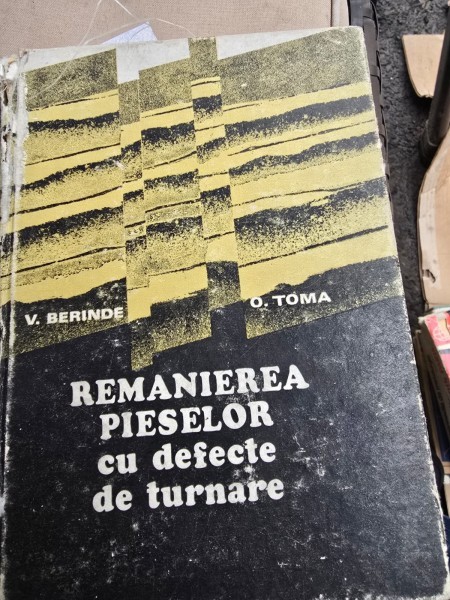 V. BERINDE
O. TOMA
REMANIEREA
PIESELOR
cu defecte
de turnare